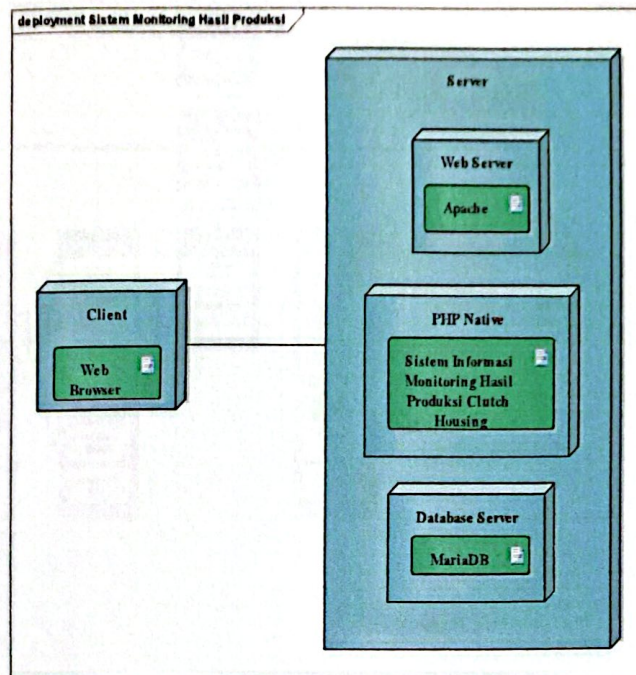 deployment Sistem Monitoring Hasil Produksi
Server
Web Server
Apache
Client
Web
Browser
PHP Native
Sistem Informasi
Monitoring Hasil
Produksi Clutch
Housing
Database Server
MariaDB